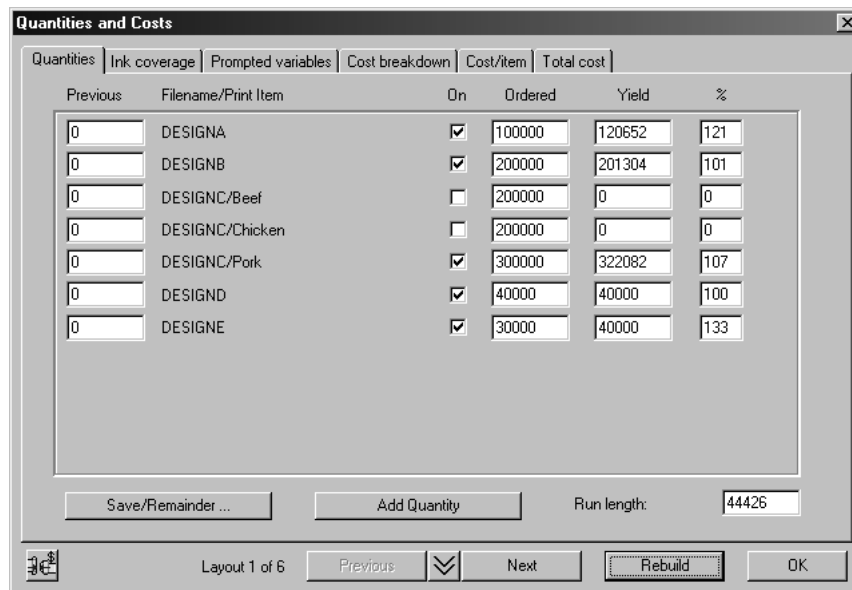 Quantities and Costs
Quantities Ink coverage Prompted variables Cost breakdown Cost/item Total cost
Previous Filename/Print Item On Ordered Yield %
0 DESIGNA 100000 120652 121
0 DESIGNB 200000 201304 101
0 DESIGNC/Beef 200000 0 0
0 DESIGNC/Chicken 200000 0 0
0 DESIGNC/Pork 300000 322082 107
0 DESIGND 40000 40000 100
0 DESIGNE 30000 40000 133
Save/Remainder ... Add Quantity Run length: 44426
Layout 1 of 6 Previous Next Rebuild OK